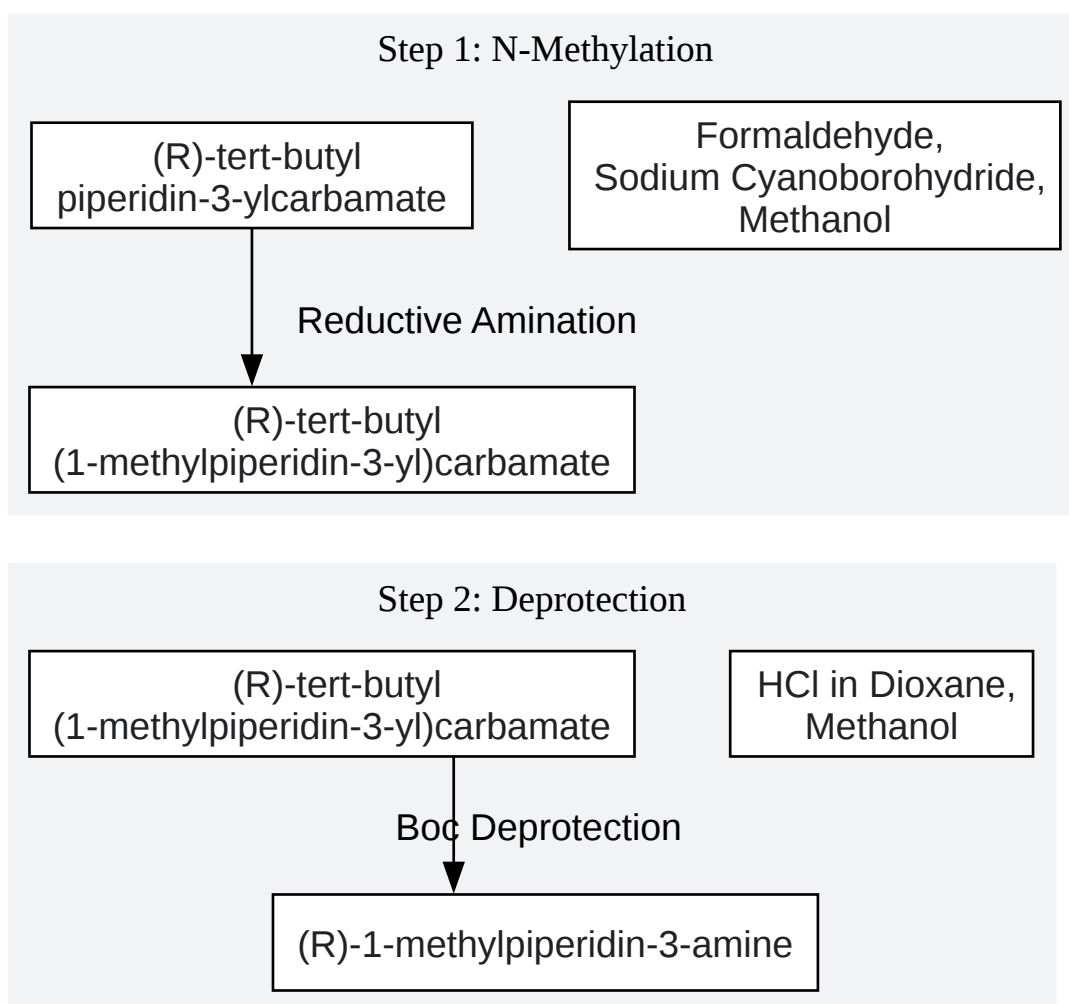 Step 1: N-Methylation
(R)-tert-butyl
piperidin-3-ylcarbamate
Formaldehyde,
Sodium Cyanoborohydride,
Methanol
Reductive Amination
(R)-tert-butyl
(1-methylpiperidin-3-yl)carbamate
Step 2: Deprotection
(R)-tert-butyl
(1-methylpiperidin-3-yl)carbamate
HCl in Dioxane,
Methanol
Boc Deprotection
(R)-1-methylpiperidin-3-amine